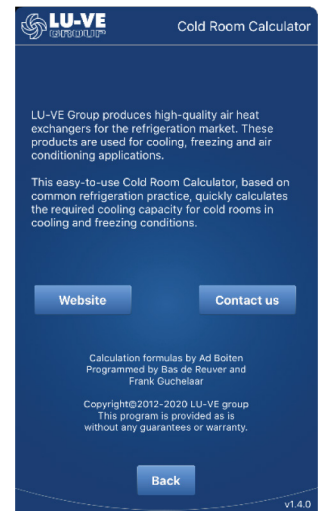 LU-VE
GROUP
Cold Room Calculator
LU-VE Group produces high-quality air heat
exchangers for the refrigeration market. These
products are used for cooling, freezing and air
conditioning applications.
This easy-to-use Cold Room Calculator, based on
common refrigeration practice, quickly calculates
the required cooling capacity for cold rooms in
cooling and freezing conditions.
Website
Contact us
Calculation formulas by Ad Boiten
Programmed by Bas de Reuver and
Frank Guchelaar
Copyright©2012-2020 LU-VE group
This program is provided as is
without any guarantees or warranty.
Back
v1.4.0